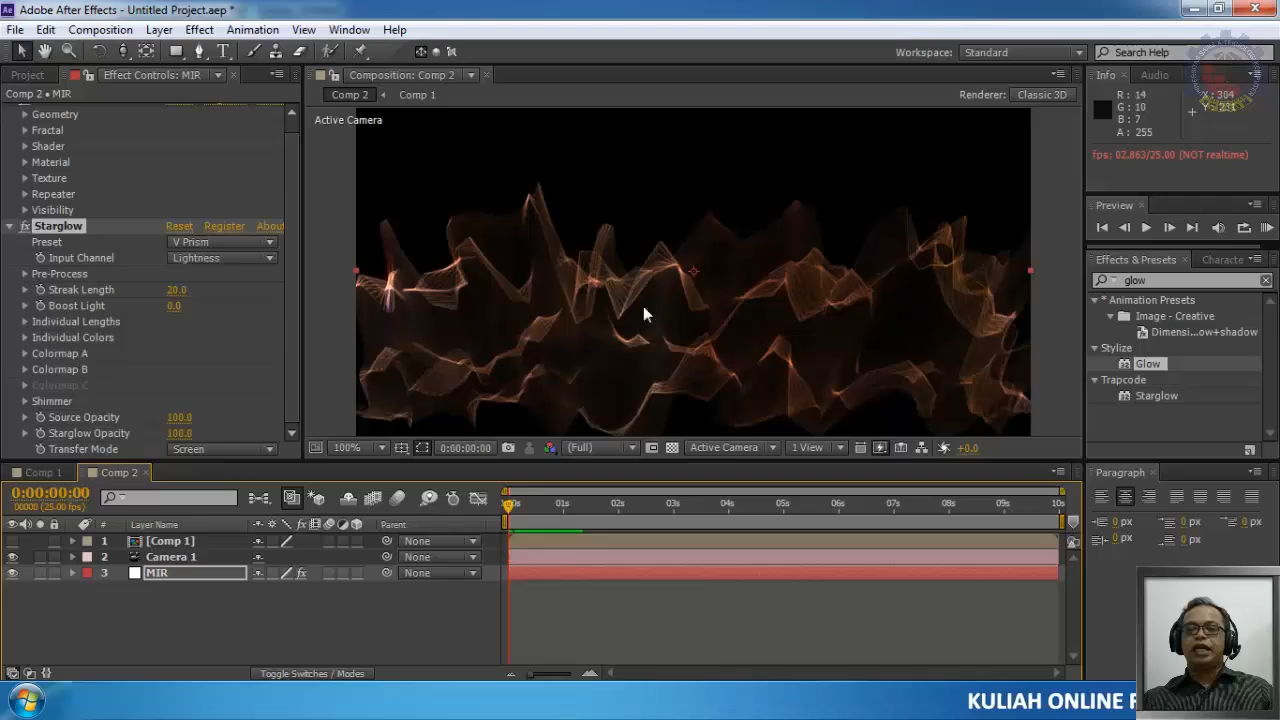 Adobe After Effects - Untitled Project.aep *
File Edit Composition Layer Effect Animation View Window Help
Workspace: Standard Search Help
Project Effect Controls: MIR Composition: Comp 2 Info Audio
Comp 2 • MIR Comp 2 Comp 1 Renderer: Classic 3D
Geometry
Fractal
Shader
Material
Texture
Repeater
Visibility
Starglow Reset Register About
Preset V Prism
Input Channel Lightness
Pre-Process
Streak Length 20.0
Boost Light 0.0
Individual Lengths
Individual Colors
Colormap A
Colormap B
Colormap C
Shimmer
Source Opacity 100.0
Starglow Opacity 100.0
Transfer Mode Screen
Active Camera
100% 0:00:00:00 (Full) Active Camera 1 View +0.0
R: 14 X: 304
G: 10
B: 7
A: 255
fps: 02.863/25.00 (NOT realtime)
Preview
Effects & Presets Characte
glow
* Animation Presets
Image - Creative
Dimensi...ow+shadow
Stylize
Glow
Trapcode
Starglow
Comp 1 Comp 2
0:00:00:00
00000 (25.00 fps)
# Layer Name Parent
1 [Comp 1] None
2 Camera 1 None
3 MIR None
01s 02s 03s 04s 05s 06s 07s 08s 09s 10s
Toggle Switches / Modes
Paragraph
0 px 0 px 0 px
0 px 0 px
KULIAH ONLINE